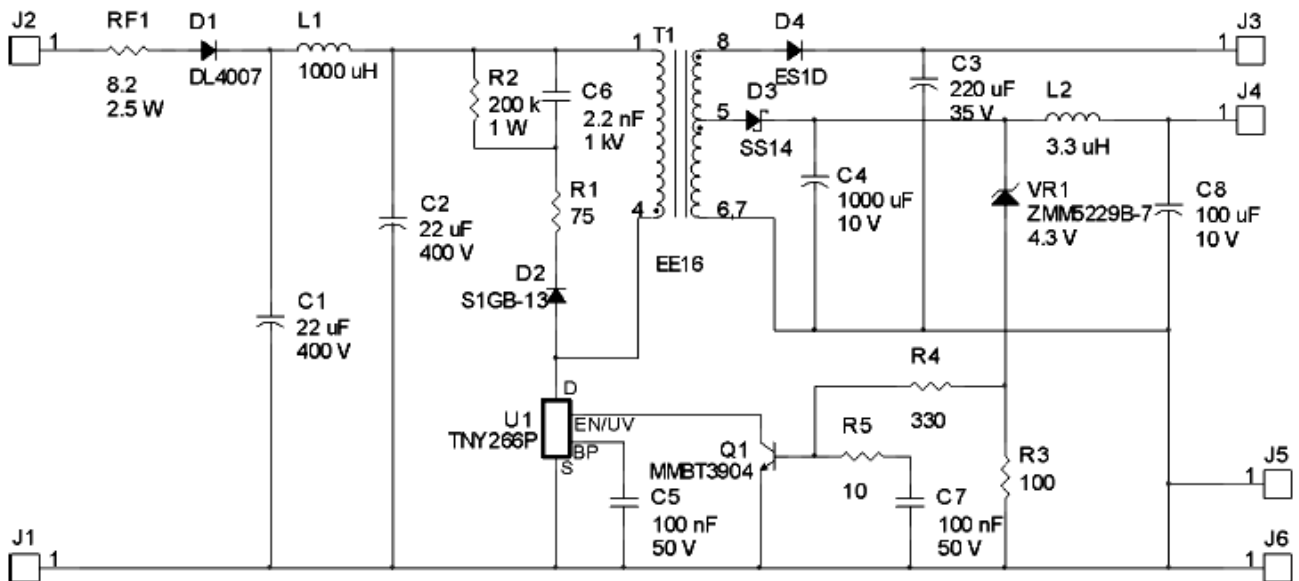 J2
1
RF1
8.2
2.5 W
D1
DL4007
L1
1000 uH
R2
200 k
1 W
C6
2.2 nF
1 kV
1
T1
8
D4
ES1D
C3
220 uF
35 V
1
J3
5
D3
SS14
L2
3.3 uH
1
J4
R1
75
4
6,7
EE16
C4
1000 uF
10 V
VR1
ZMM5229B-7
4.3 V
C8
100 uF
10 V
C2
22 uF
400 V
D2
S1GB-13
C1
22 uF
400 V
U1
TNY266P
D
EN/UV
BP
S
R4
330
R5
10
Q1
MMBT3904
C5
100 nF
50 V
C7
100 nF
50 V
R3
100
1
J5
J1
1
1
J6